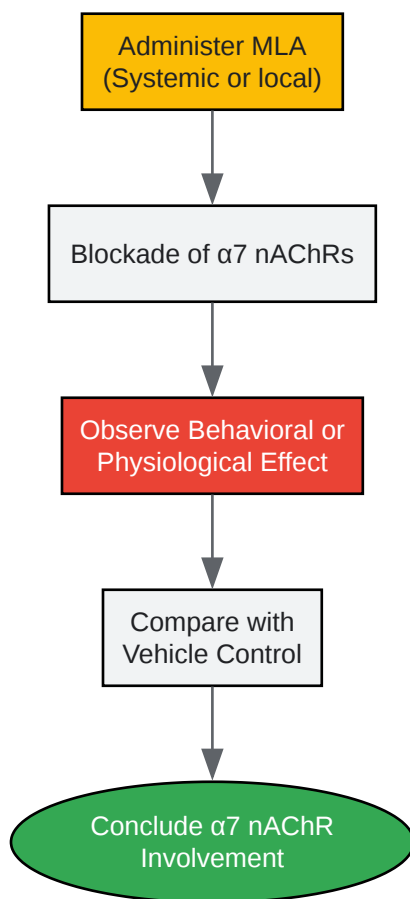 Administer MLA
(Systemic or local)
Blockade of α7 nAChRs
Observe Behavioral or
Physiological Effect
Compare with
Vehicle Control
Conclude α7 nAChR
Involvement